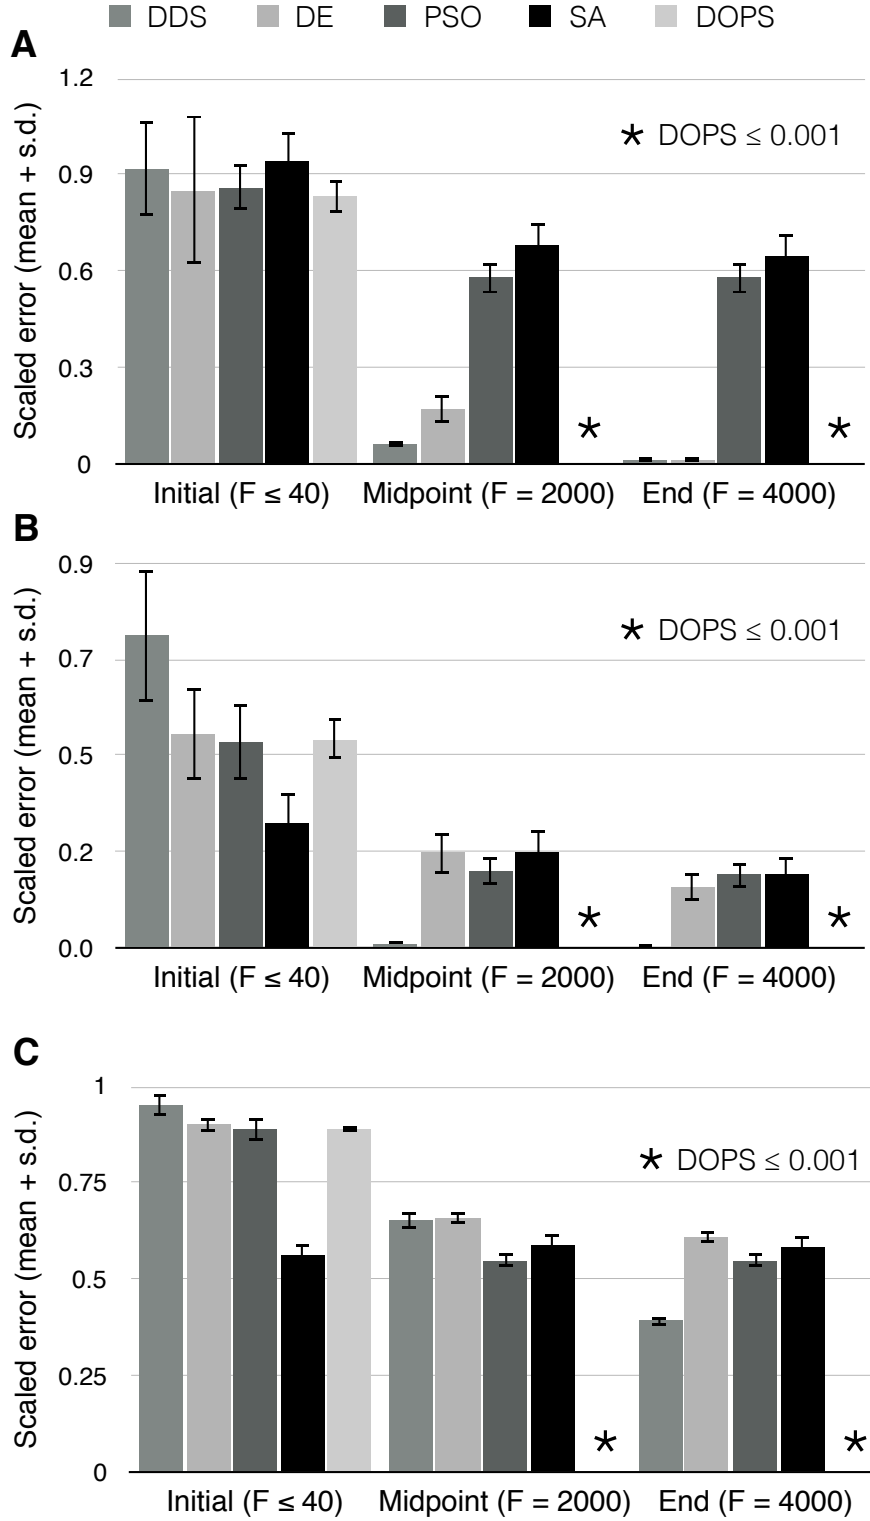 DDS DE PSO SA DOPS
A
Scaled error (mean + s.d.)
1.2
0.9
0.6
0.3
0
★ DOPS ≤ 0.001
★ ★
Initial (F ≤ 40) Midpoint (F = 2000) End (F = 4000)
B
Scaled error (mean + s.d.)
0.9
0.7
0.5
0.2
0.0
★ DOPS ≤ 0.001
★ ★
Initial (F ≤ 40) Midpoint (F = 2000) End (F = 4000)
C
Scaled error (mean + s.d.)
1
0.75
0.5
0.25
0
★ DOPS ≤ 0.001
★ ★
Initial (F ≤ 40) Midpoint (F = 2000) End (F = 4000)